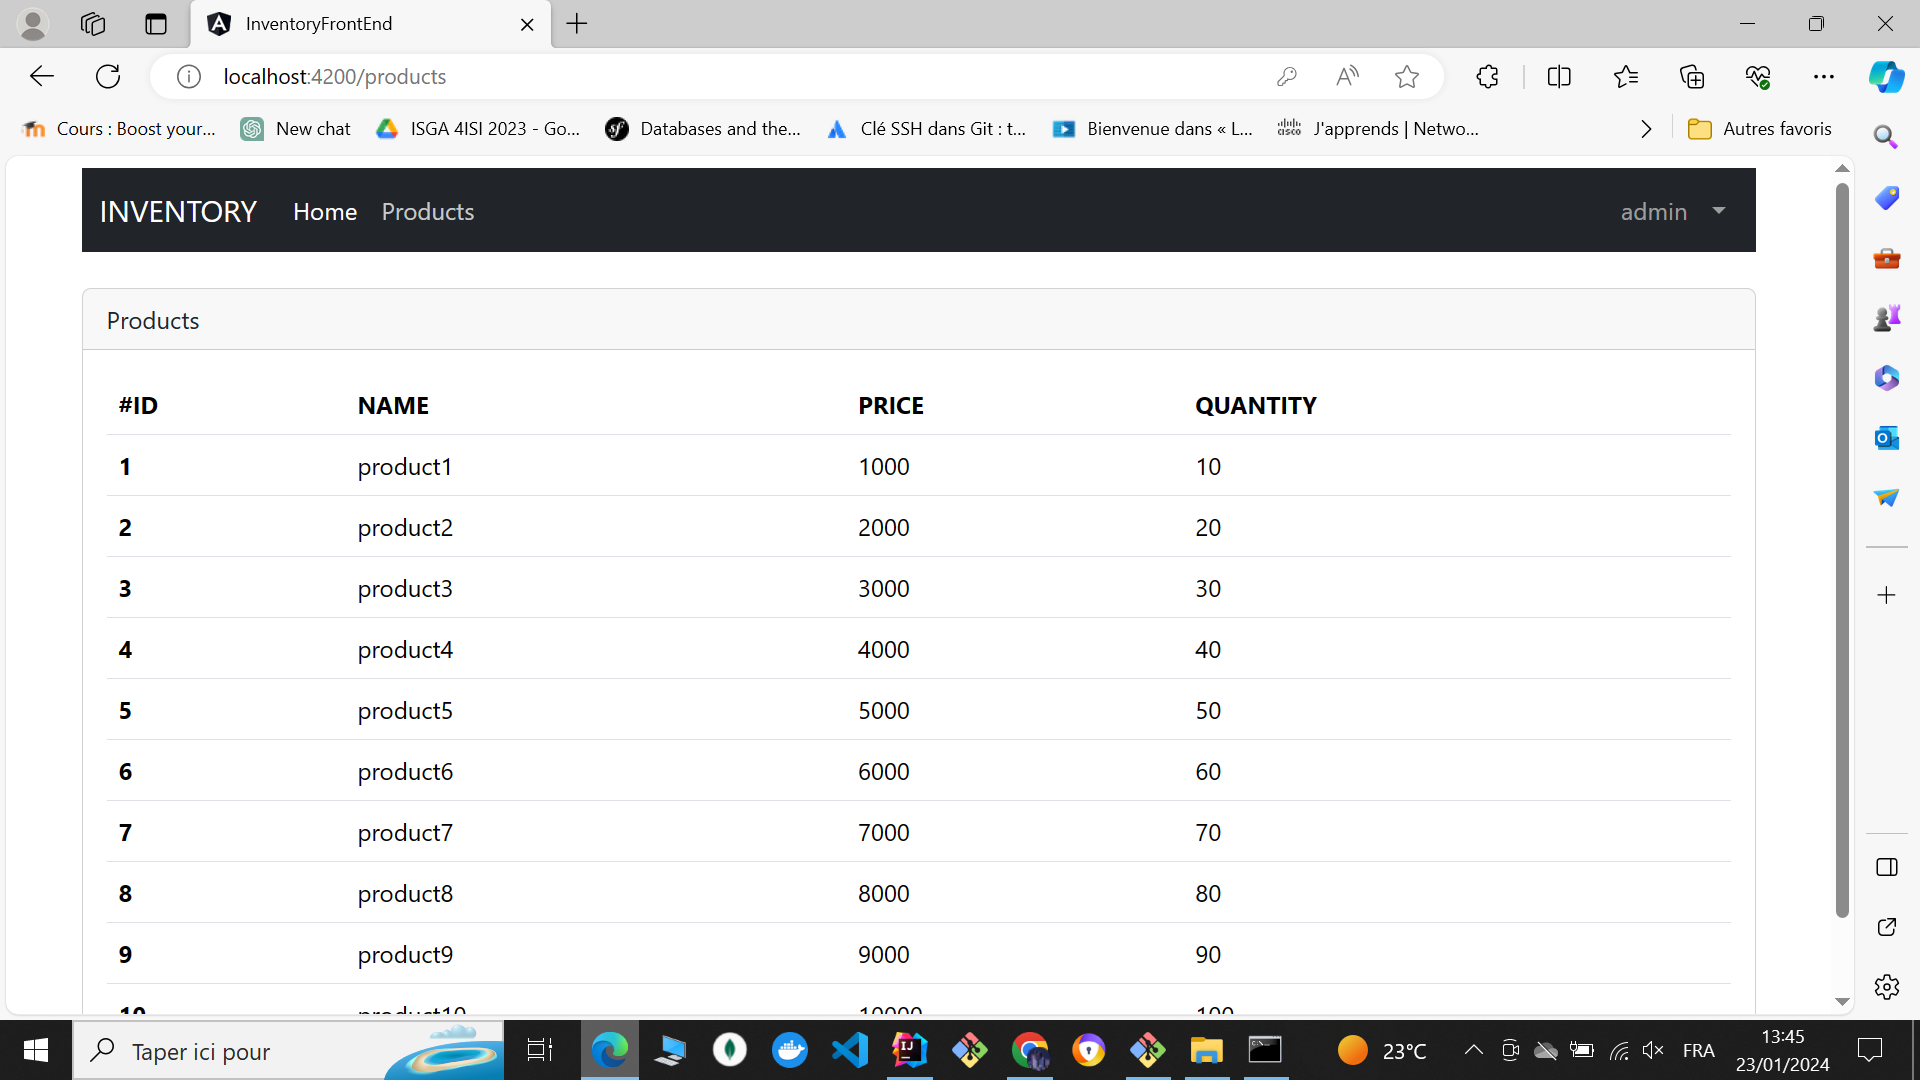 InventoryFrontEnd
localhost:4200/products
Cours : Boost your...
New chat
ISGA 4ISI 2023 - Go...
Databases and the...
Clé SSH dans Git : t...
Bienvenue dans « L...
J'apprends | Netwo...
Autres favoris
INVENTORY Home Products admin
Products
#ID NAME PRICE QUANTITY
1 product1 1000 10
2 product2 2000 20
3 product3 3000 30
4 product4 4000 40
5 product5 5000 50
6 product6 6000 60
7 product7 7000 70
8 product8 8000 80
9 product9 9000 90
10 product10 10000 100
Taper ici pour
23°C
FRA
13:45
23/01/2024